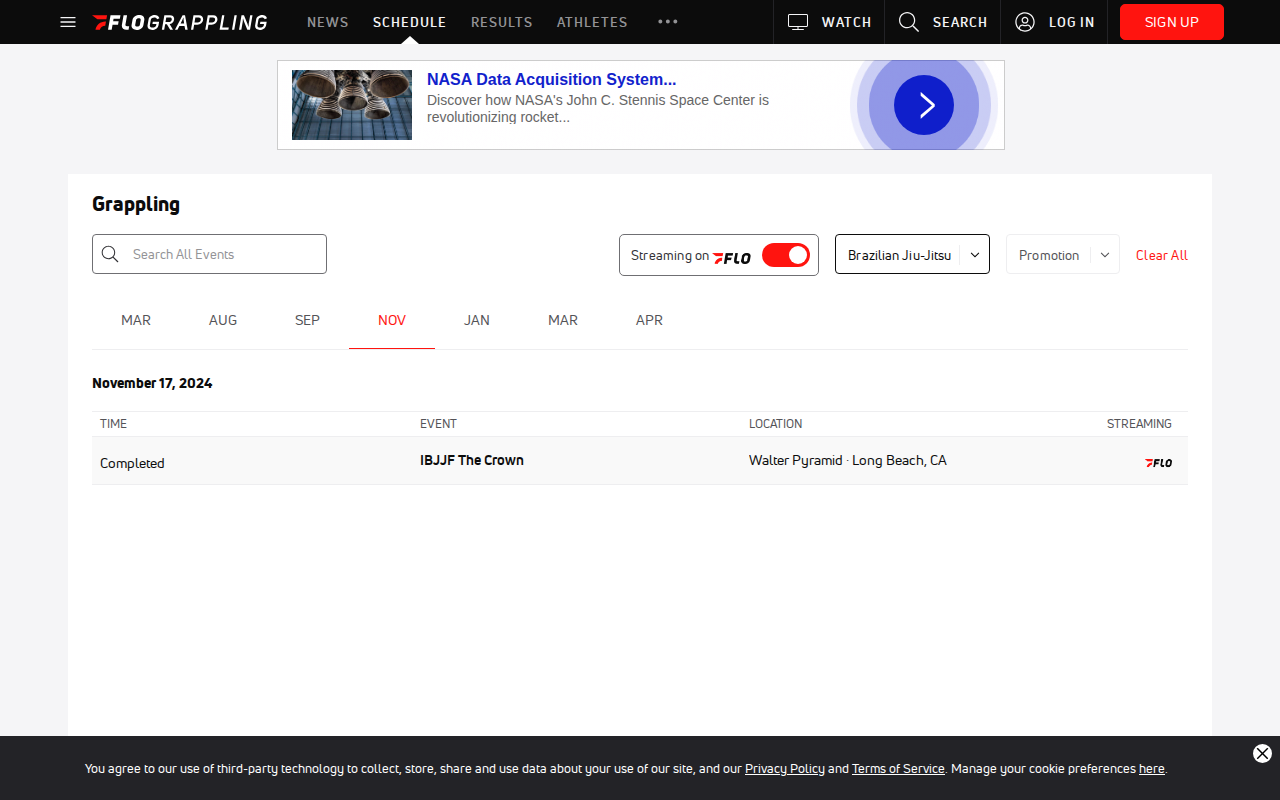 FLOGRAPPLING NEWS SCHEDULE RESULTS ATHLETES WATCH SEARCH LOG IN SIGN UP
NASA Data Acquisition System...
Discover how NASA's John C. Stennis Space Center is
revolutionizing rocket...
Grappling
Search All Events Streaming on FLO Brazilian Jiu-Jitsu Promotion Clear All
MAR AUG SEP NOV JAN MAR APR
November 17, 2024
TIME EVENT LOCATION STREAMING
Completed IBJJF The Crown Walter Pyramid · Long Beach, CA FLO
You agree to our use of third-party technology to collect, store, share and use data about your use of our site, and our Privacy Policy and Terms of Service. Manage your cookie preferences here.